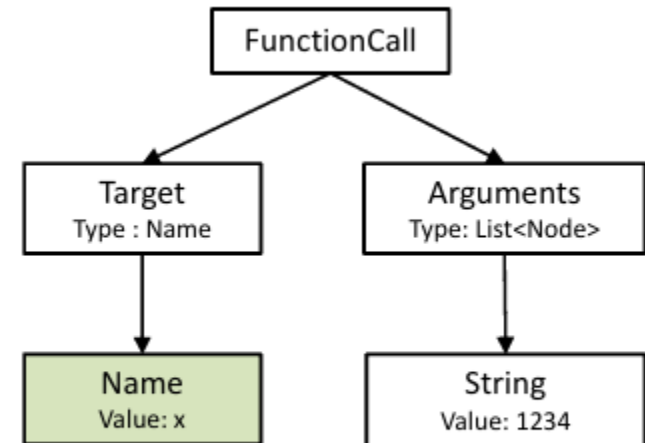 FunctionCall
Target
Type : Name
Arguments
Type: List<Node>
Name
Value: x
String
Value: 1234